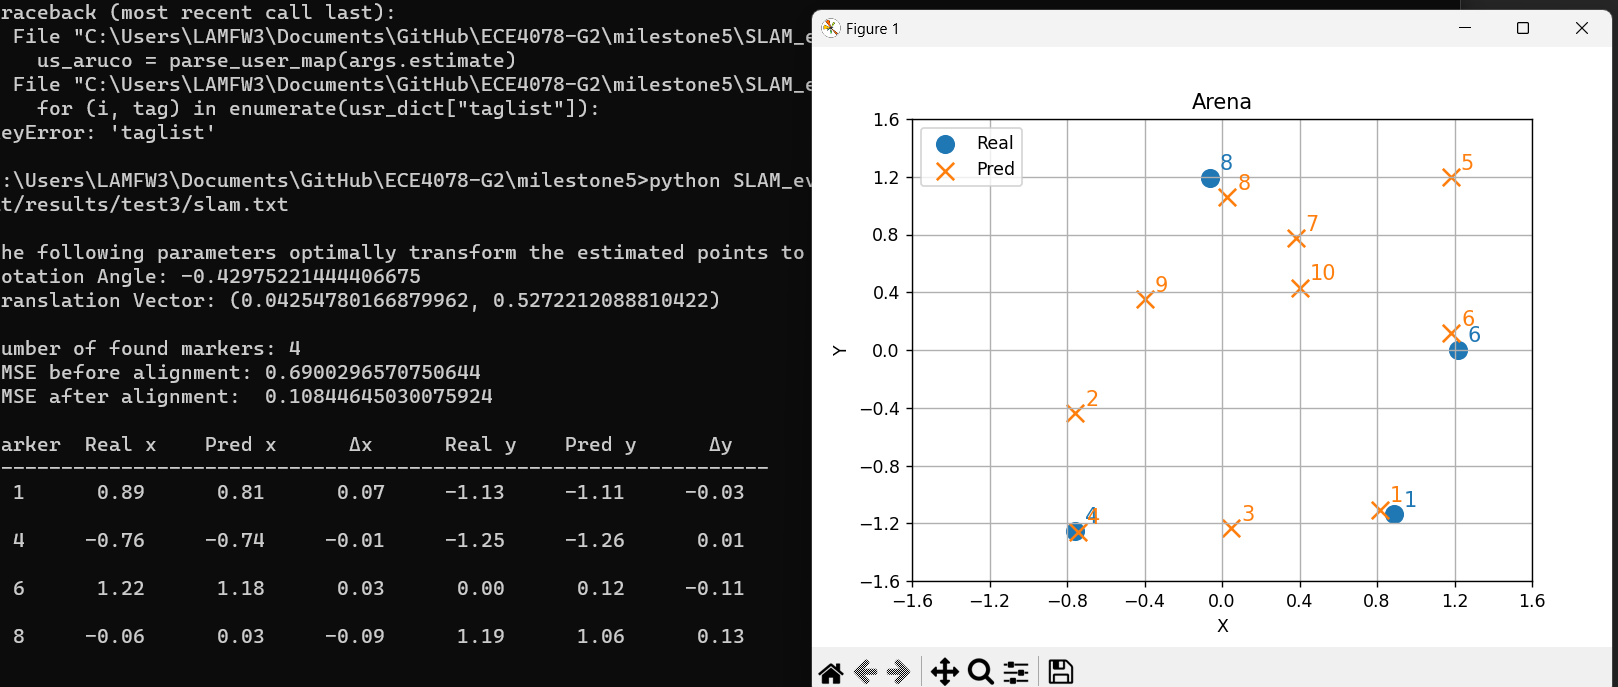 raceback (most recent call last):
File "C:\Users\LAMFW3\Documents\GitHub\ECE4078-G2\milestone5\SLAM_e
us_aruco = parse_user_map(args.estimate)
File "C:\Users\LAMFW3\Documents\GitHub\ECE4078-G2\milestone5\SLAM_e
for (i, tag) in enumerate(usr_dict["taglist"]):
eyError: 'taglist'
:\Users\LAMFW3\Documents\GitHub\ECE4078-G2\milestone5>python SLAM_ev
t/results/test3/slam.txt
he following parameters optimally transform the estimated points to
otation Angle: -0.42975221444406675
ranslation Vector: (0.04254780166879962, 0.5272212088810422)
umber of found markers: 4
MSE before alignment: 0.6900296570750644
MSE after alignment:  0.10844645030075924
arker Real x Pred x Δx Real y Pred y Δy
----------------------------------------------------------------
1 0.89 0.81 0.07 -1.13 -1.11 -0.03
4 -0.76 -0.74 -0.01 -1.25 -1.26 0.01
6 1.22 1.18 0.03 0.00 0.12 -0.11
8 -0.06 0.03 -0.09 1.19 1.06 0.13
Figure 1
Arena
Real
Pred
1.6
1.2
0.8
0.4
0.0
−0.4
−0.8
−1.2
−1.6
Y
8
8
5
7
10
9
6
6
2
4
4
3
1
1
−1.6 −1.2 −0.8 −0.4 0.0 0.4 0.8 1.2 1.6
X